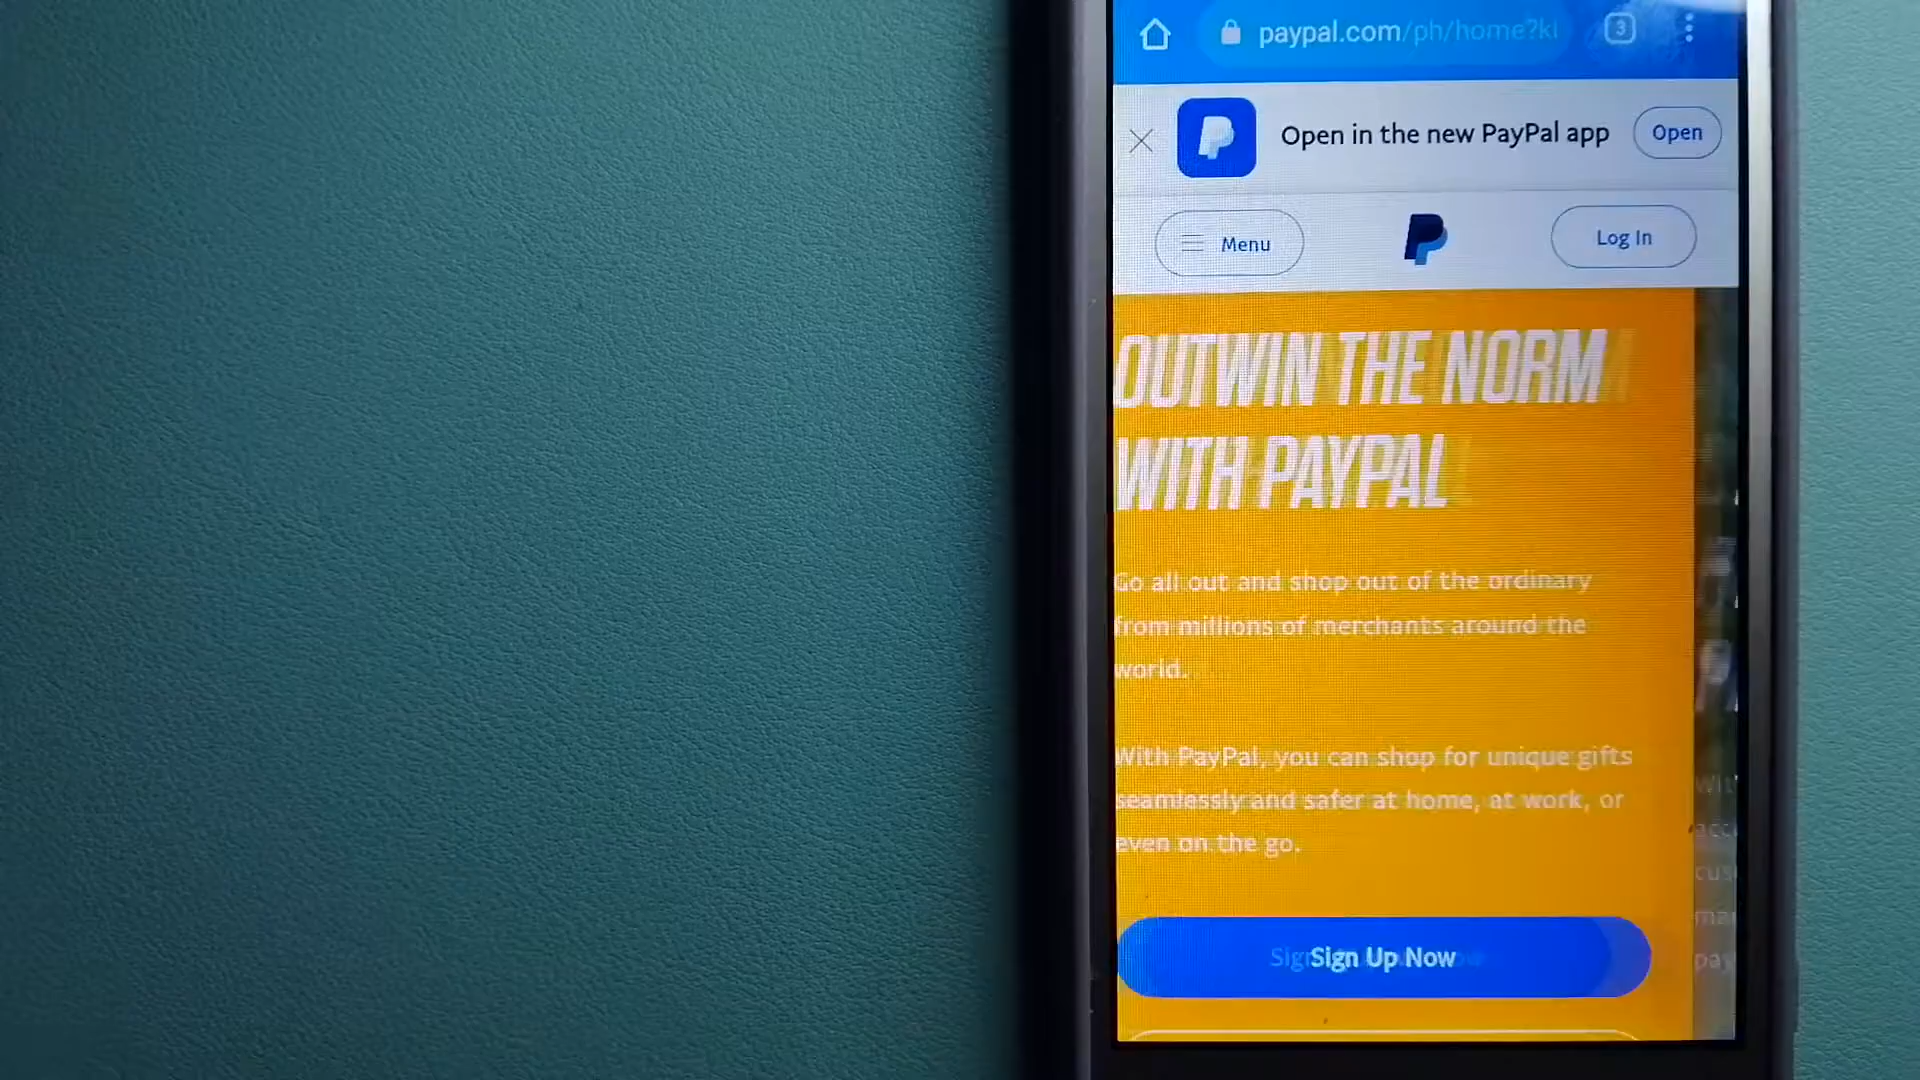 paypal.com/ph/home?kl
3
Open in the new PayPal app
Open
Menu
Log In
OUTWIN THE NORM
WITH PAYPAL
Go all out and shop out of the ordinary
from millions of merchants around the
world.
With PayPal, you can shop for unique gifts
seamlessly and safer at home, at work, or
even on the go.
Sign Up Now